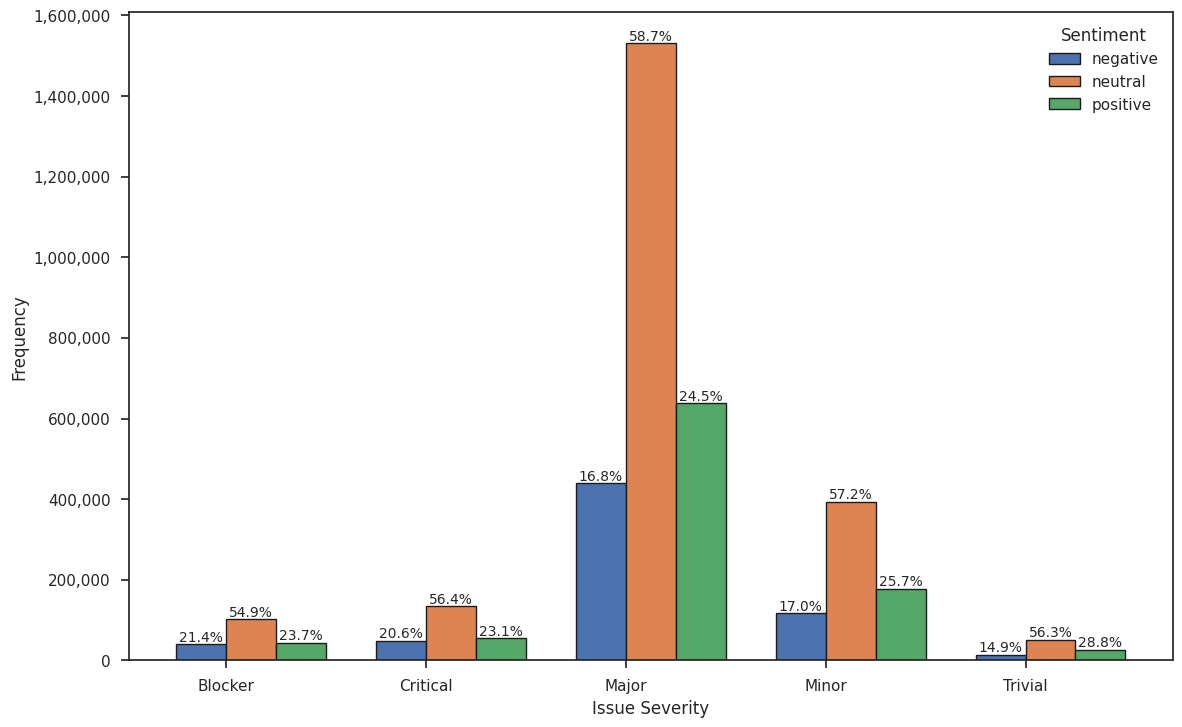 1,600,000
1,400,000
1,200,000
1,000,000
800,000
600,000
400,000
200,000
0
Frequency
Sentiment
negative
neutral
positive
21.4%
54.9%
23.7%
20.6%
56.4%
23.1%
16.8%
58.7%
24.5%
17.0%
57.2%
25.7%
14.9%
56.3%
28.8%
Blocker
Critical
Major
Minor
Trivial
Issue Severity